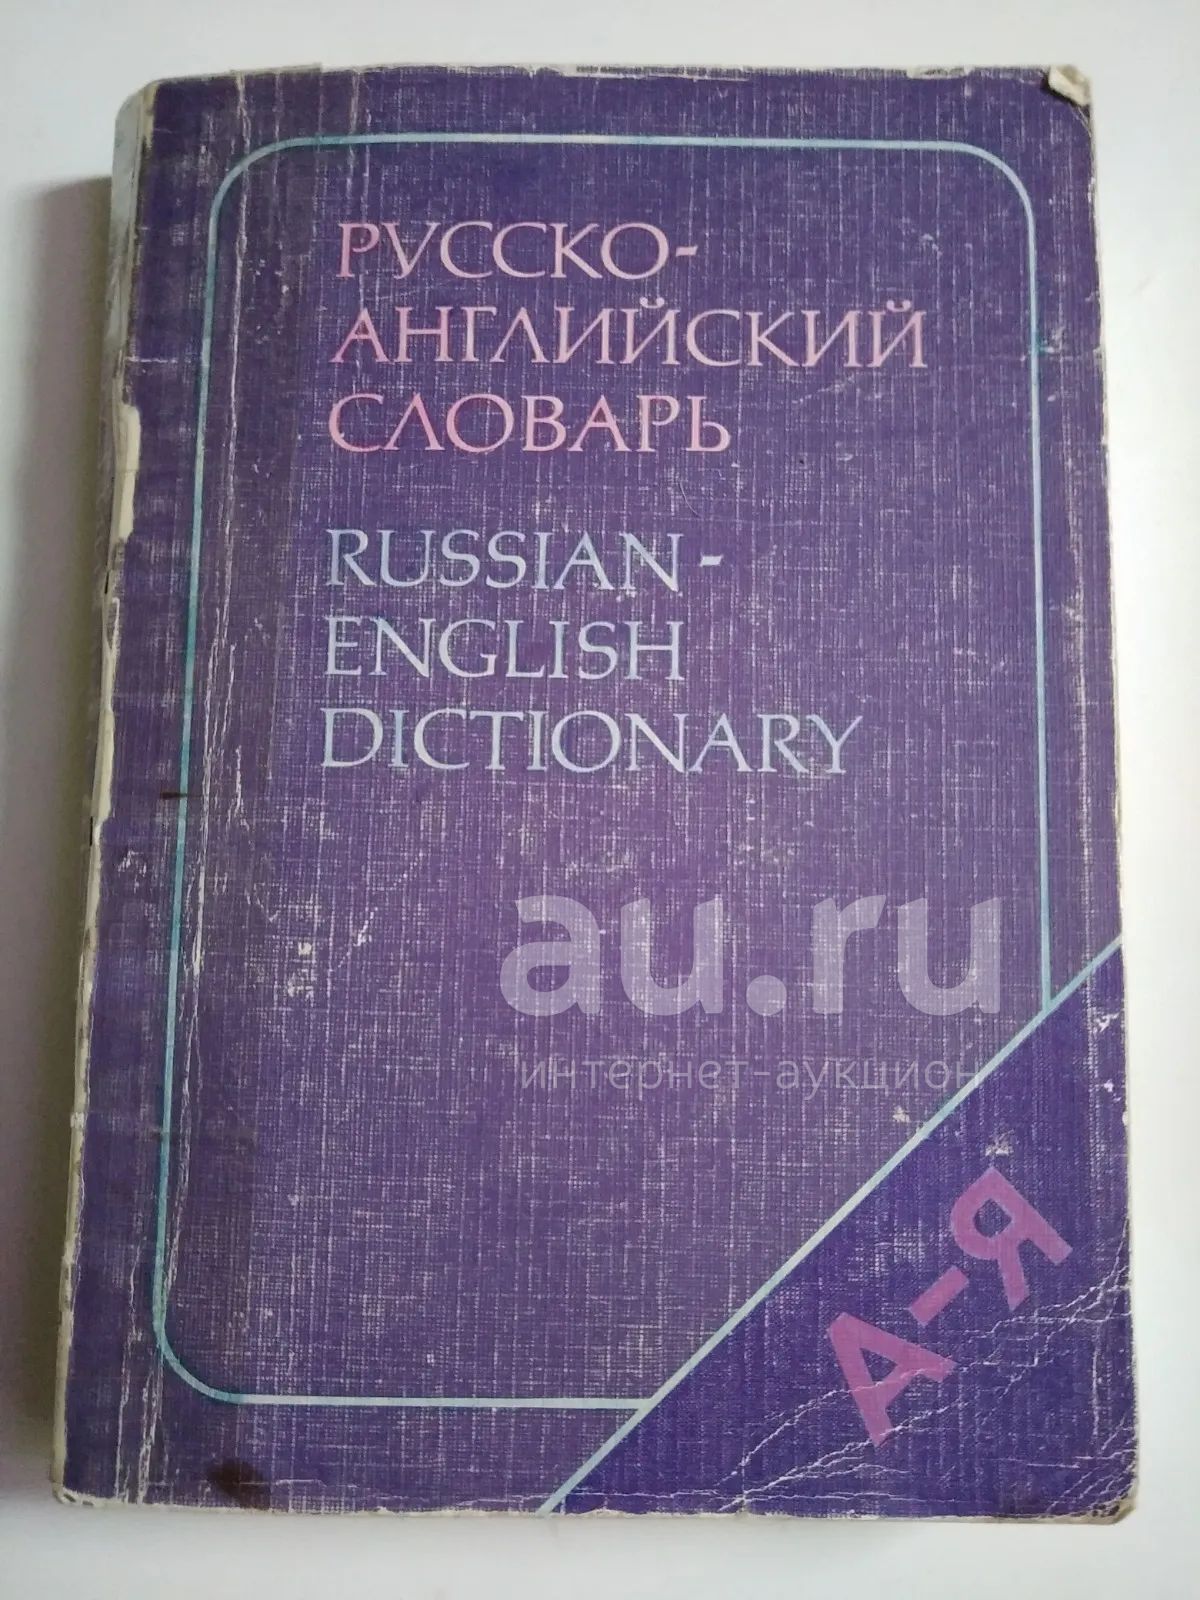 РУССКО-
АНГЛИЙСКИЙ
СЛОВАРЬ
RUSSIAN-
ENGLISH
DICTIONARY
au.ru
интернет-аукцион
А-Я